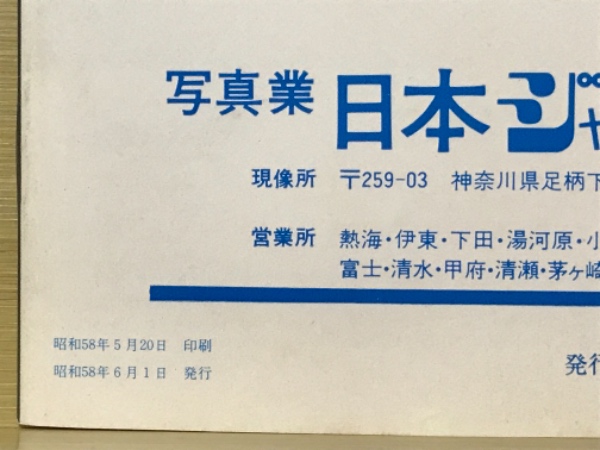 写真業 日本ジャ
現像所 〒259-03 神奈川県足柄下
営業所 熱海・伊東・下田・湯河原・小
富士・清水・甲府・清瀬・茅ヶ崎
昭和58年5月20日 印刷
昭和58年6月1日 発行
発行